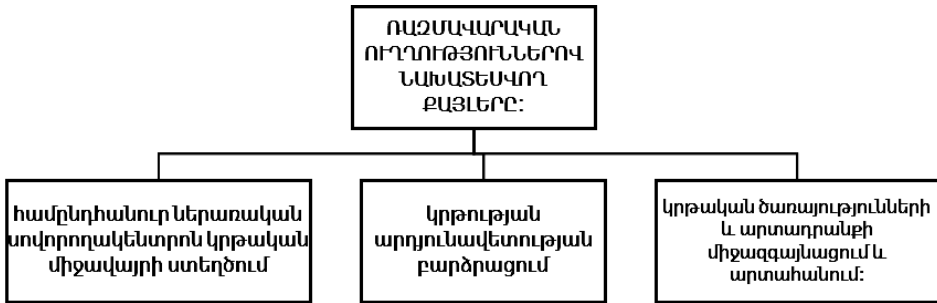 ՌԱԶՄԱՎԱՐԱԿԱՆ
ՈՒՂՂՈՒԹՅՈՒՆՆԵՐՈՎ
ՆԱԽԱՏԵՍՎՈՂ
ՔԱՅԼԵՐԸ:
համընդհանուր ներառական
սովորողակենտրոն կրթական
միջավայրի ստեղծում
կրթության
արդյունավետության
բարձրացում
կրթական ծառայությունների
և արտադրանքի
միջազգայնացում և
արտահանում: